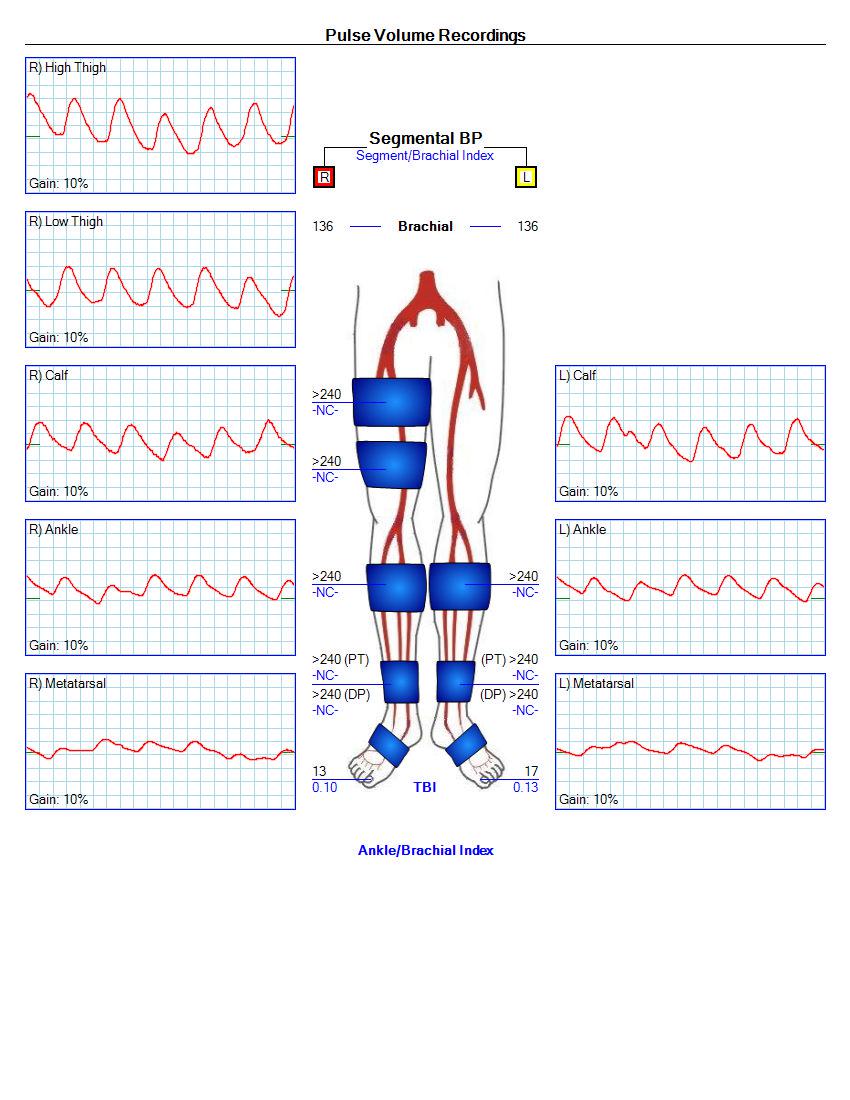 Pulse Volume Recordings
R) High Thigh
Gain: 10%
Segmental BP
Segment/Brachial Index
R
L
R) Low Thigh
Gain: 10%
136 Brachial 136
R) Calf
Gain: 10%
>240
-NC-
>240
-NC-
L) Calf
Gain: 10%
R) Ankle
Gain: 10%
>240
-NC-
>240
-NC-
L) Ankle
Gain: 10%
R) Metatarsal
Gain: 10%
>240 (PT)
-NC-
>240 (DP)
-NC-
(PT) >240
-NC-
(DP) >240
-NC-
L) Metatarsal
Gain: 10%
13
0.10
TBI
17
0.13
Ankle/Brachial Index